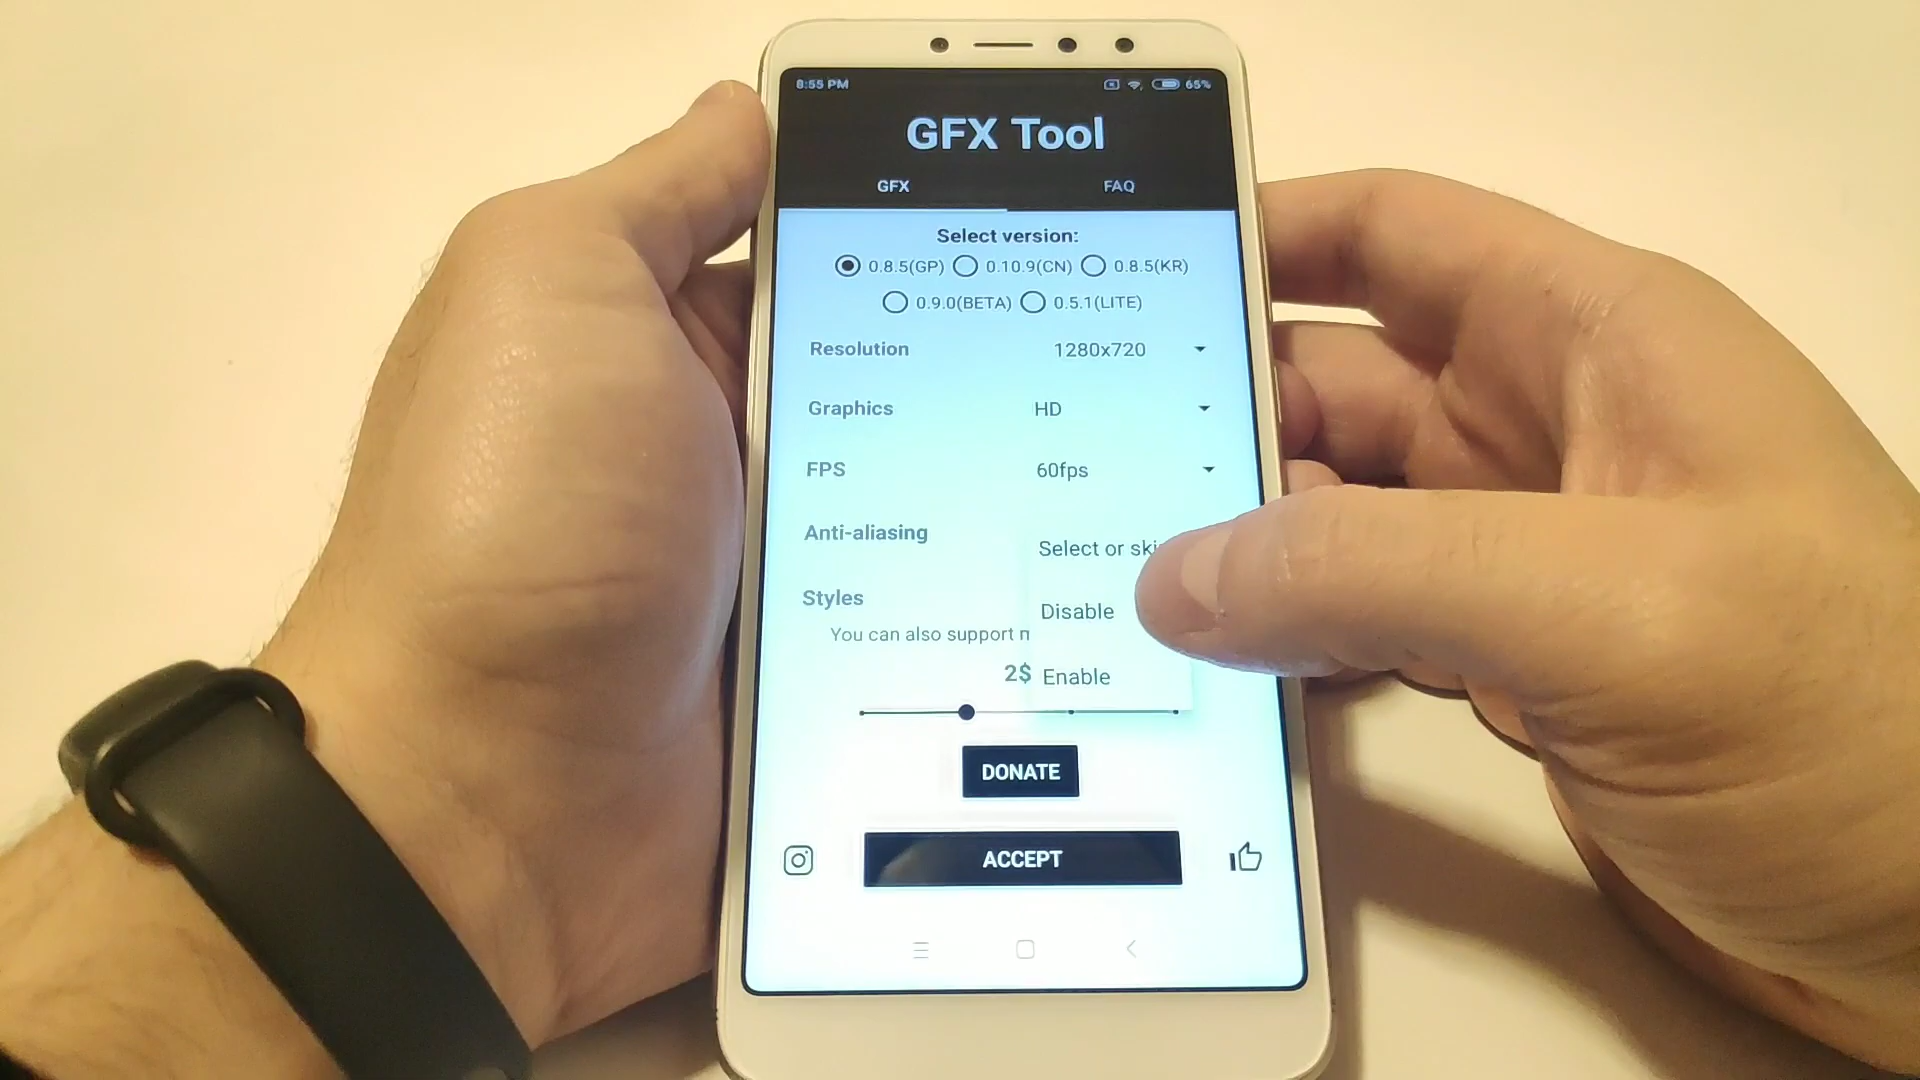 8:55 PM 65%
GFX Tool
GFX FAQ
Select version:
0.8.5(GP) 0.10.9(CN) 0.8.5(KR)
0.9.0(BETA) 0.5.1(LITE)
Resolution 1280x720
Graphics HD
FPS 60fps
Anti-aliasing
Select or
Disable
Styles
You can also support
2$
Enable
DONATE
ACCEPT